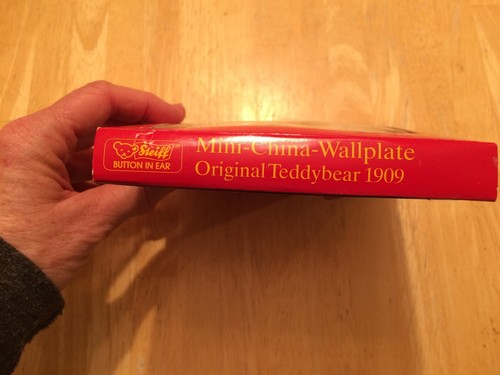 Steiff
BUTTON IN EAR
Mini-China-Wallplate
Original Teddybear 1909